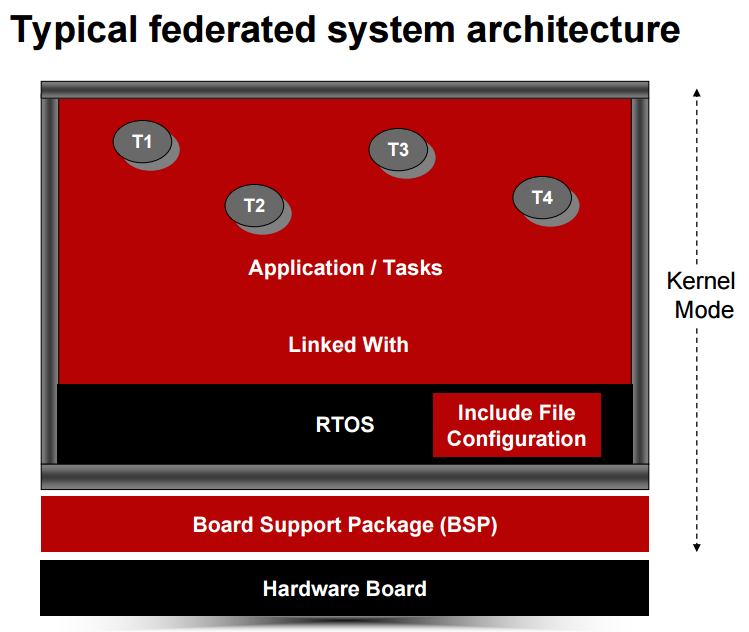 Typical federated system architecture
T1
T3
T2
T4
Application / Tasks
Kernel
Mode
Linked With
RTOS
Include File
Configuration
Board Support Package (BSP)
Hardware Board